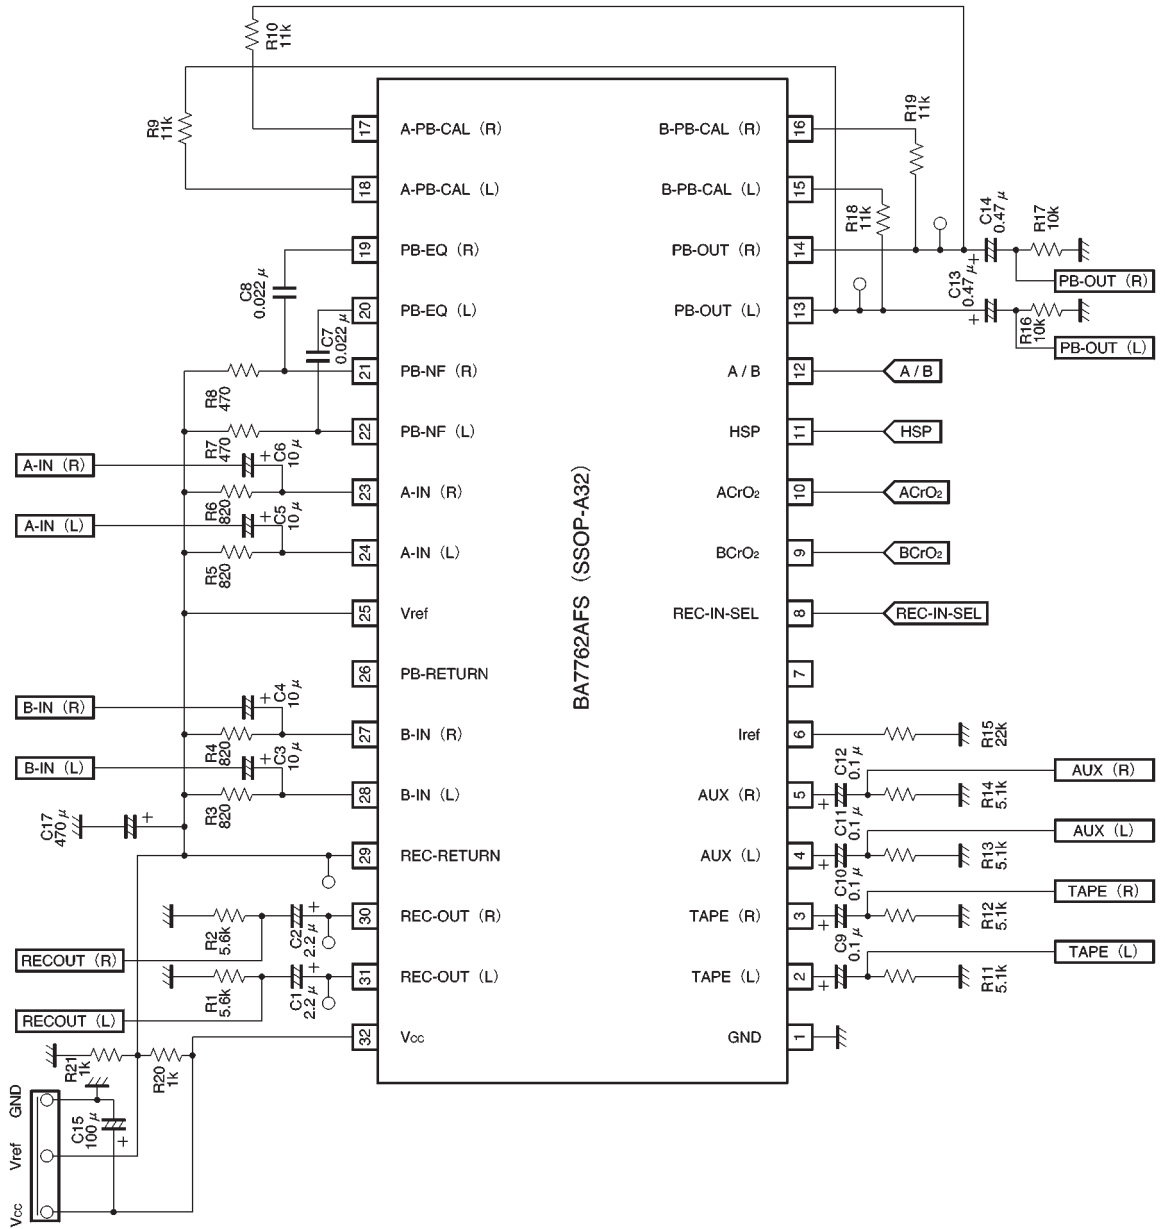 R10
11k
R9
11k
17
A-PB-CAL (R)
18
A-PB-CAL (L)
19
PB-EQ (R)
20
PB-EQ (L)
21
PB-NF (R)
22
PB-NF (L)
23
A-IN (R)
24
A-IN (L)
25
Vref
26
PB-RETURN
27
B-IN (R)
28
B-IN (L)
29
REC-RETURN
30
REC-OUT (R)
31
REC-OUT (L)
32
Vcc
BA7762AFS (SSOP-A32)
B-PB-CAL (R)
16
B-PB-CAL (L)
15
PB-OUT (R)
14
PB-OUT (L)
13
A / B
12
HSP
11
ACrO₂
10
BCrO₂
9
REC-IN-SEL
8
7
Iref
6
AUX (R)
5
AUX (L)
4
TAPE (R)
3
TAPE (L)
2
GND
1
C8
0.022 μ
C7
0.022 μ
R8
470
R7
470
A-IN (R)
+
C6
10 μ
R6
820
A-IN (L)
+
C5
10 μ
R5
820
B-IN (R)
+
C4
10 μ
R4
820
B-IN (L)
+
C3
10 μ
R3
820
C17
470 μ
+
R2
5.6k
C2
2.2 μ
+
RECOUT (R)
R1
5.6k
C1
2.2 μ
+
RECOUT (L)
R21
1k
R20
1k
GND
Vref
Vcc
C15
100 μ
+
R19
11k
R18
11k
C14
0.47 μ
+
R17
10k
PB-OUT (R)
C13
0.47 μ
+
R16
10k
PB-OUT (L)
A / B
HSP
ACrO₂
BCrO₂
REC-IN-SEL
R15
22k
C12
0.1 μ
+
R14
5.1k
AUX (R)
C11
0.1 μ
+
R13
5.1k
AUX (L)
C10
0.1 μ
+
R12
5.1k
TAPE (R)
C9
0.1 μ
+
R11
5.1k
TAPE (L)